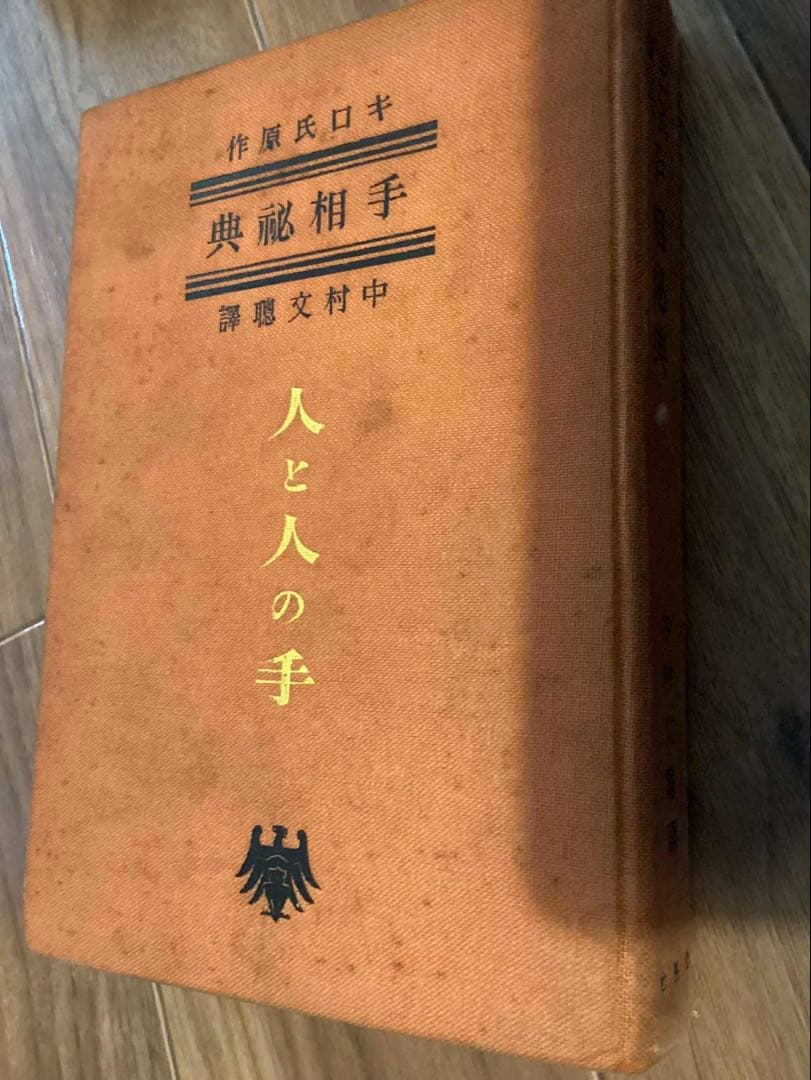 キロ氏原作
手相祕典
中村文聰譯
人と人の手